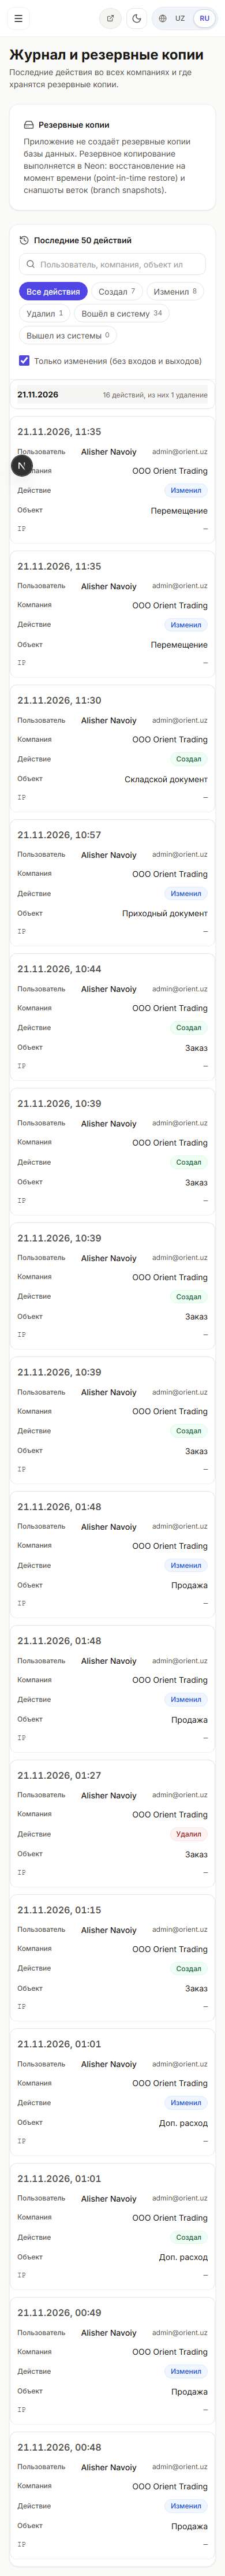 UZ RU
Журнал и резервные копии
Последние действия во всех компаниях и где
хранятся резервные копии.
Резервные копии
Приложение не создаёт резервные копии
базы данных. Резервное копирование
выполняется в Neon: восстановление на
момент времени (point-in-time restore) и
снапшоты веток (branch snapshots).
Последние 50 действий
Пользователь, компания, объект ил
Все действия Создал 7 Изменил 8
Удалил 1 Вошёл в систему 34
Вышел из системы 0
Только изменения (без входов и выходов)
21.11.2026 16 действий, из них 1 удаление
21.11.2026, 11:35
Пользователь Alisher Navoiy admin@orient.uz
N
пания ООО Orient Trading
Действие Изменил
Объект Перемещение
IP —
21.11.2026, 11:35
Пользователь Alisher Navoiy admin@orient.uz
Компания ООО Orient Trading
Действие Изменил
Объект Перемещение
IP —
21.11.2026, 11:30
Пользователь Alisher Navoiy admin@orient.uz
Компания ООО Orient Trading
Действие Создал
Объект Складской документ
IP —
21.11.2026, 10:57
Пользователь Alisher Navoiy admin@orient.uz
Компания ООО Orient Trading
Действие Изменил
Объект Приходный документ
IP —
21.11.2026, 10:44
Пользователь Alisher Navoiy admin@orient.uz
Компания ООО Orient Trading
Действие Создал
Объект Заказ
IP —
21.11.2026, 10:39
Пользователь Alisher Navoiy admin@orient.uz
Компания ООО Orient Trading
Действие Создал
Объект Заказ
IP —
21.11.2026, 10:39
Пользователь Alisher Navoiy admin@orient.uz
Компания ООО Orient Trading
Действие Создал
Объект Заказ
IP —
21.11.2026, 10:39
Пользователь Alisher Navoiy admin@orient.uz
Компания ООО Orient Trading
Действие Создал
Объект Заказ
IP —
21.11.2026, 01:48
Пользователь Alisher Navoiy admin@orient.uz
Компания ООО Orient Trading
Действие Изменил
Объект Продажа
IP —
21.11.2026, 01:48
Пользователь Alisher Navoiy admin@orient.uz
Компания ООО Orient Trading
Действие Изменил
Объект Продажа
IP —
21.11.2026, 01:27
Пользователь Alisher Navoiy admin@orient.uz
Компания ООО Orient Trading
Действие Удалил
Объект Заказ
IP —
21.11.2026, 01:15
Пользователь Alisher Navoiy admin@orient.uz
Компания ООО Orient Trading
Действие Создал
Объект Заказ
IP —
21.11.2026, 01:01
Пользователь Alisher Navoiy admin@orient.uz
Компания ООО Orient Trading
Действие Изменил
Объект Доп. расход
IP —
21.11.2026, 01:01
Пользователь Alisher Navoiy admin@orient.uz
Компания ООО Orient Trading
Действие Создал
Объект Доп. расход
IP —
21.11.2026, 00:49
Пользователь Alisher Navoiy admin@orient.uz
Компания ООО Orient Trading
Действие Изменил
Объект Продажа
IP —
21.11.2026, 00:48
Пользователь Alisher Navoiy admin@orient.uz
Компания ООО Orient Trading
Действие Изменил
Объект Продажа
IP —